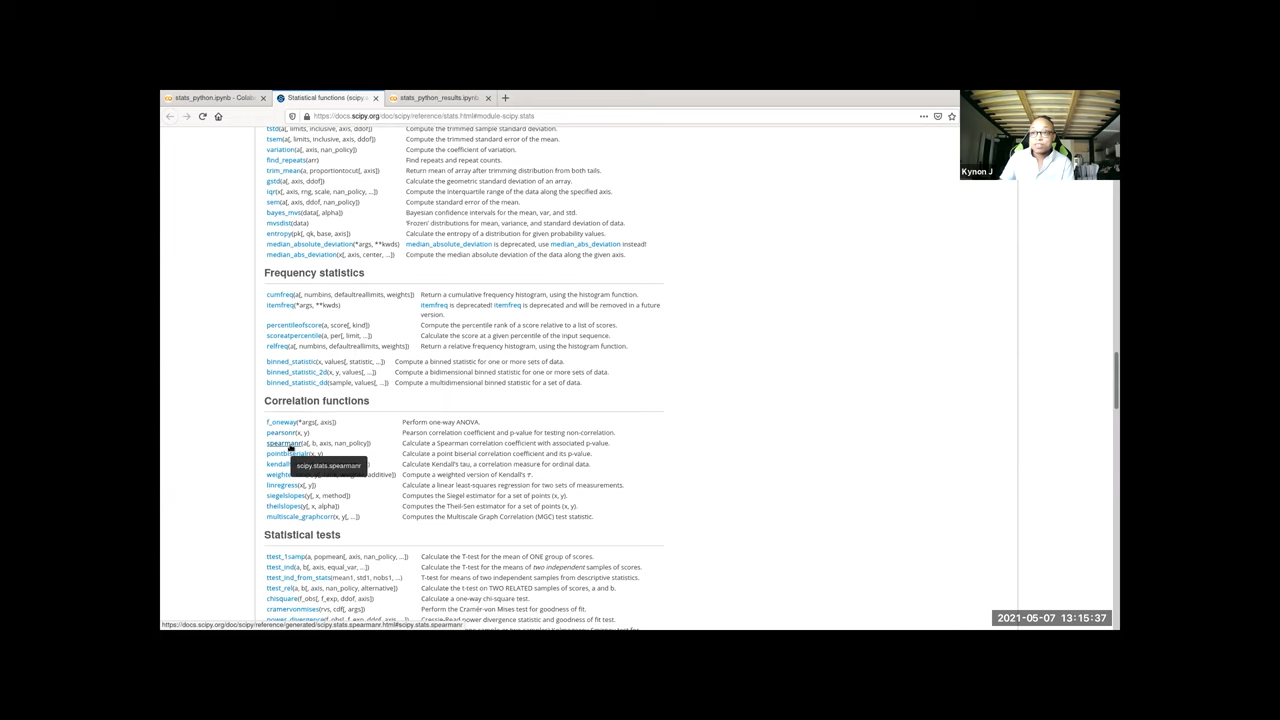 stats_python.ipynb - Colab
Statistical functions (scipy.
stats_python_results.ipynb
https://docs.scipy.org/doc/scipy/reference/stats.html#module-scipy.stats
Kynon J
tstd(a[, limits, inclusive, axis, ddof]) Compute the trimmed sample standard deviation.
tsem(a[, limits, inclusive, axis, ddof]) Compute the trimmed standard error of the mean.
variation(a[, axis, nan_policy]) Compute the coefficient of variation.
find_repeats(arr) Find repeats and repeat counts.
trim_mean(a, proportiontocut[, axis]) Return mean of array after trimming distribution from both tails.
gstd(a[, axis, ddof]) Calculate the geometric standard deviation of an array.
iqr(x[, axis, rng, scale, nan_policy, ...]) Compute the interquartile range of the data along the specified axis.
sem(a[, axis, ddof, nan_policy]) Compute standard error of the mean.
bayes_mvs(data[, alpha]) Bayesian confidence intervals for the mean, var, and std.
mvsdist(data) 'Frozen' distributions for mean, variance, and standard deviation of data.
entropy(pk[, qk, base, axis]) Calculate the entropy of a distribution for given probability values.
median_absolute_deviation(*args, **kwds) median_absolute_deviation is deprecated, use median_abs_deviation instead!
median_abs_deviation(x[, axis, center, ...]) Compute the median absolute deviation of the data along the given axis.
Frequency statistics
cumfreq(a[, numbins, defaultreallimits, weights]) Return a cumulative frequency histogram, using the histogram function.
itemfreq(*args, **kwds) itemfreq is deprecated! itemfreq is deprecated and will be removed in a future
version.
percentileofscore(a, score[, kind]) Compute the percentile rank of a score relative to a list of scores.
scoreatpercentile(a, per[, limit, ...]) Calculate the score at a given percentile of the input sequence.
relfreq(a[, numbins, defaultreallimits, weights]) Return a relative frequency histogram, using the histogram function.
binned_statistic(x, values[, statistic, ...]) Compute a binned statistic for one or more sets of data.
binned_statistic_2d(x, y, values[, ...]) Compute a bidimensional binned statistic for one or more sets of data.
binned_statistic_dd(sample, values[, ...]) Compute a multidimensional binned statistic for a set of data.
Correlation functions
f_oneway(*args[, axis]) Perform one-way ANOVA.
pearsonr(x, y) Pearson correlation coefficient and p-value for testing non-correlation.
spearmanr(a[, b, axis, nan_policy]) Calculate a Spearman correlation coefficient with associated p-value.
pointbiserialr(x, y) Calculate a point biserial correlation coefficient and its p-value.
kendall Calculate Kendall's tau, a correlation measure for ordinal data.
scipy.stats.spearmanr
weighte additive]) Compute a weighted version of Kendall's τ.
linregress(x[, y]) Calculate a linear least-squares regression for two sets of measurements.
siegelslopes(y[, x, method]) Computes the Siegel estimator for a set of points (x, y).
theilslopes(y[, x, alpha]) Computes the Theil-Sen estimator for a set of points (x, y).
multiscale_graphcorr(x, y[, ...]) Computes the Multiscale Graph Correlation (MGC) test statistic.
Statistical tests
ttest_1samp(a, popmean[, axis, nan_policy, ...]) Calculate the T-test for the mean of ONE group of scores.
ttest_ind(a, b[, axis, equal_var, ...]) Calculate the T-test for the means of two independent samples of scores.
ttest_ind_from_stats(mean1, std1, nobs1, ...) T-test for means of two independent samples from descriptive statistics.
ttest_rel(a, b[, axis, nan_policy, alternative]) Calculate the t-test on TWO RELATED samples of scores, a and b.
chisquare(f_obs[, f_exp, ddof, axis]) Calculate a one-way chi-square test.
cramervonmises(rvs, cdf[, args]) Perform the Cramér-von Mises test for goodness of fit.
power_divergence(f_obs[, f_exp, ddof, axis, ...]) Cressie-Read power divergence statistic and goodness of fit test.
https://docs.scipy.org/doc/scipy/reference/generated/scipy.stats.spearmanr.html#scipy.stats.spearmanr
2021-05-07 13:15:37